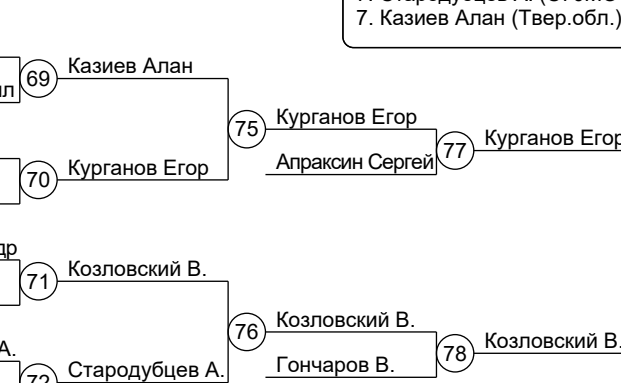 7. Казиев Алан (Твер.обл.)
69 Казиев Алан
75 Курганов Егор
77 Курганов Егор
Апраксин Сергей
70 Курганов Егор
71 Козловский В.
76 Козловский В.
78 Козловский В.
Гончаров В.
А.
72 Стародубцев А.